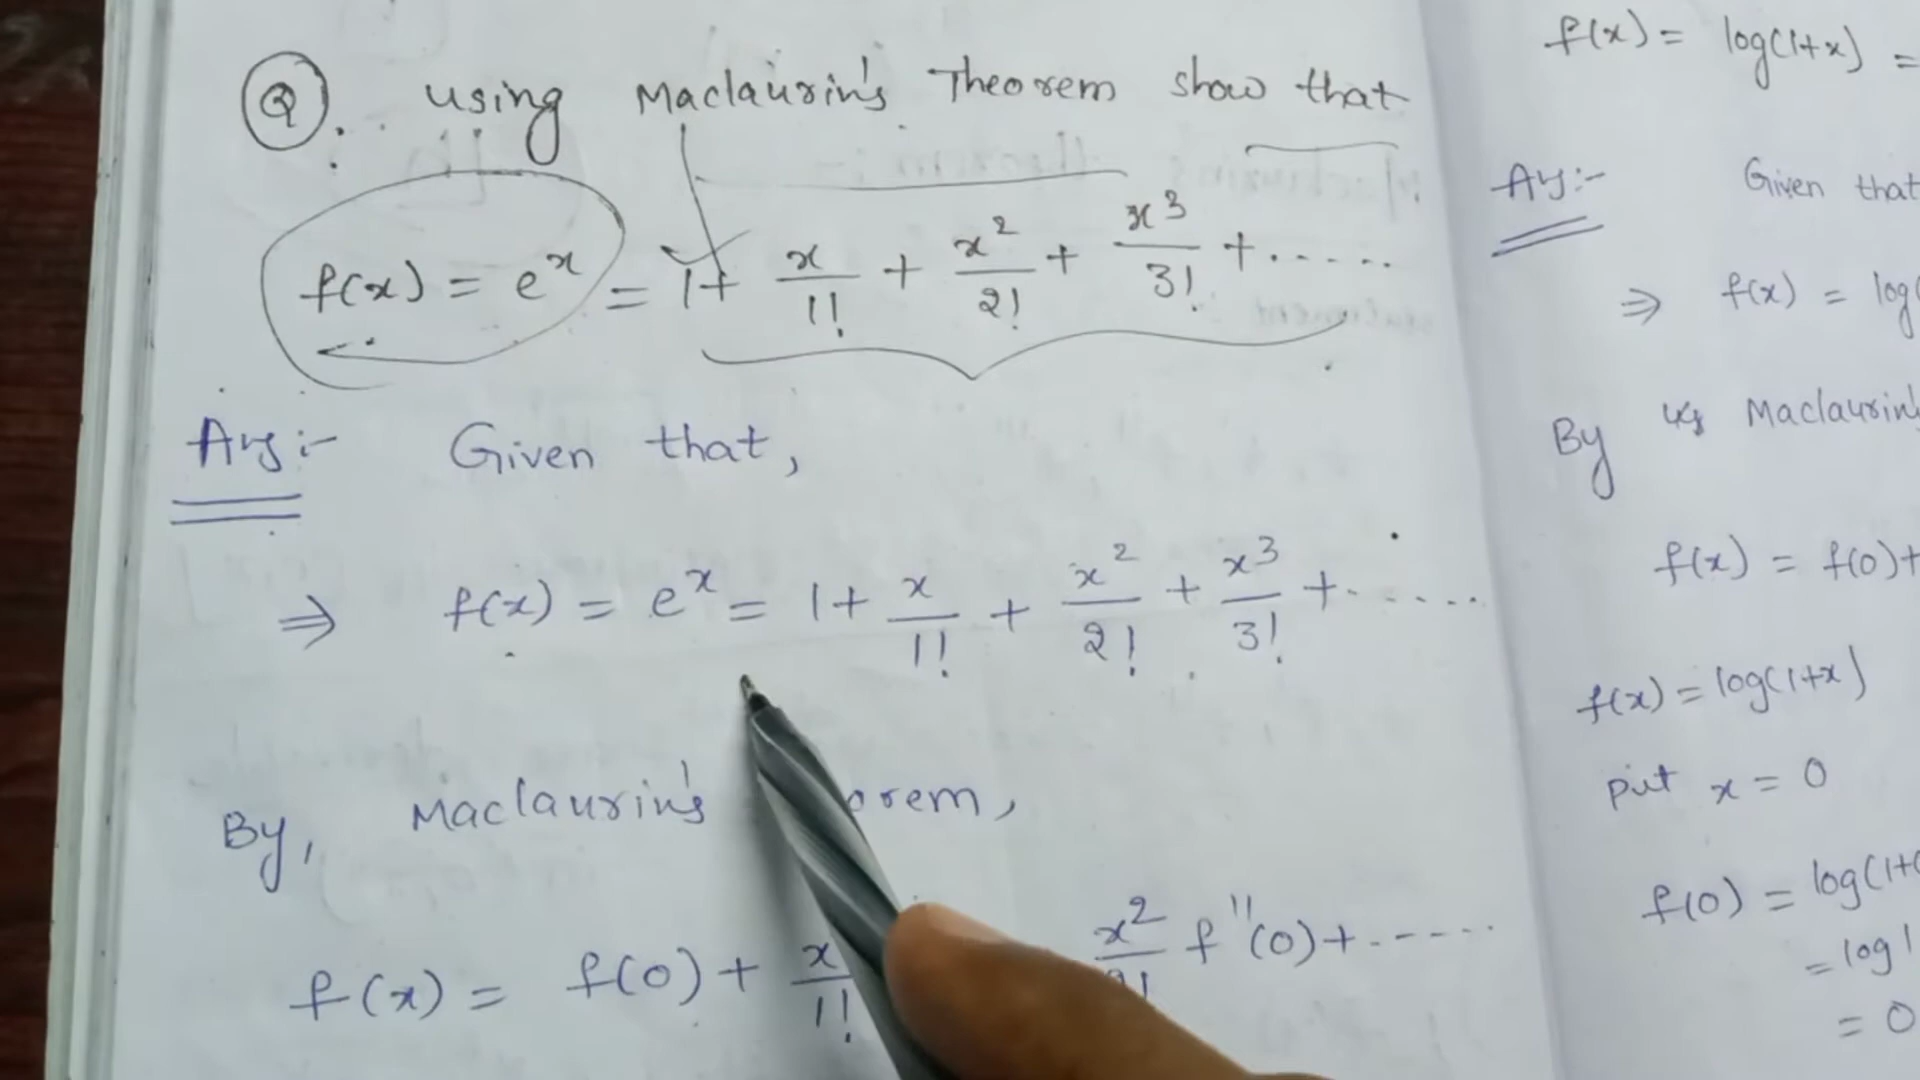 Q. using Maclaurin's Theorem show that
f(x) = e^x = 1 + x/1! + x^2/2! + x^3/3! + .....
Ans:- Given that,
⇒ f(x) = e^x = 1 + x/1! + x^2/2! + x^3/3! + ......
By, Maclaurin's orem,
f(x) = f(0) + x/1! x^2/2! f''(0) + ......
f(x) = log(1+x) =
Ans:- Given that
⇒ f(x) = log(
By Maclaurin's
f(x) = f(0) +
f(x) = log(1+x)
put x = 0
f(0) = log(1+0
= log 1
= 0